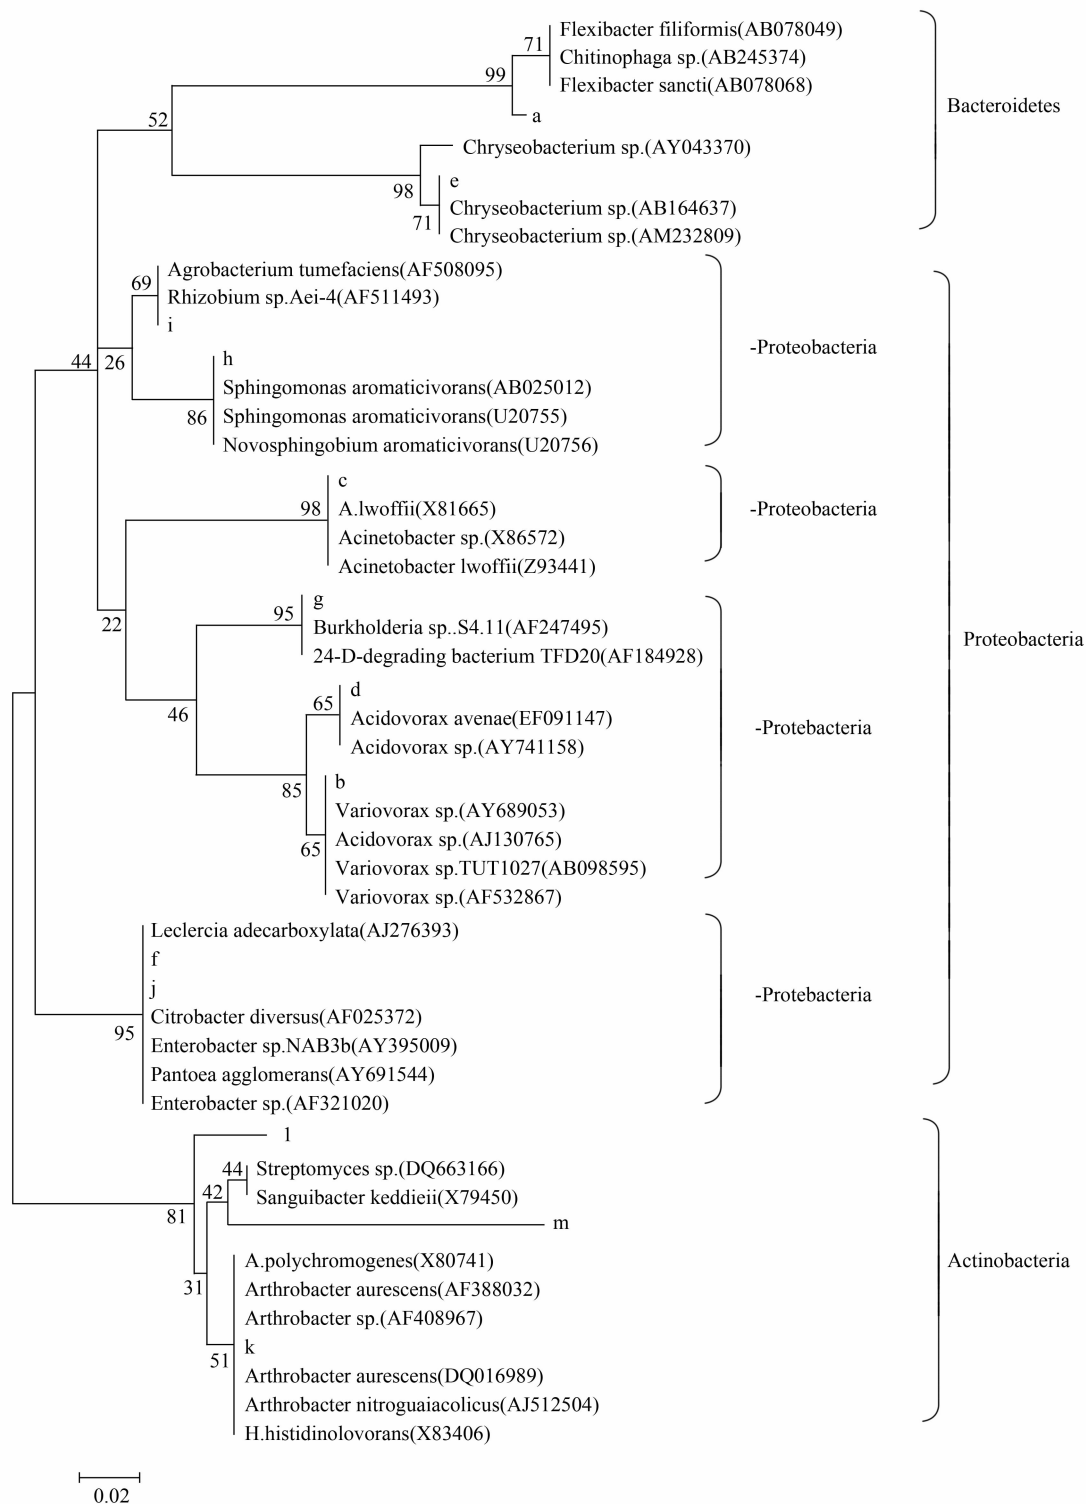 Flexibacter filiformis(AB078049)
71
Chitinophaga sp.(AB245374)
99
Flexibacter sancti(AB078068)
a
Bacteroidetes
52
Chryseobacterium sp.(AY043370)
98
e
71
Chryseobacterium sp.(AB164637)
Chryseobacterium sp.(AM232809)
Agrobacterium tumefaciens(AF508095)
69
Rhizobium sp.Aei-4(AF511493)
i
-Proteobacteria
44
26
h
Sphingomonas aromaticivorans(AB025012)
86
Sphingomonas aromaticivorans(U20755)
Novosphingobium aromaticivorans(U20756)
c
98
A.lwoffii(X81665)
-Proteobacteria
Acinetobacter sp.(X86572)
Acinetobacter lwoffii(Z93441)
g
95
22
Burkholderia sp..S4.11(AF247495)
Proteobacteria
24-D-degrading bacterium TFD20(AF184928)
d
65
46
Acidovorax avenae(EF091147)
-Protebacteria
Acidovorax sp.(AY741158)
b
85
Variovorax sp.(AY689053)
65
Acidovorax sp.(AJ130765)
Variovorax sp.TUT1027(AB098595)
Variovorax sp.(AF532867)
Leclercia adecarboxylata(AJ276393)
f
j
-Protebacteria
95
Citrobacter diversus(AF025372)
Enterobacter sp.NAB3b(AY395009)
Pantoea agglomerans(AY691544)
Enterobacter sp.(AF321020)
l
44
Streptomyces sp.(DQ663166)
42
Sanguibacter keddieii(X79450)
81
m
A.polychromogenes(X80741)
Actinobacteria
31
Arthrobacter aurescens(AF388032)
Arthrobacter sp.(AF408967)
k
51
Arthrobacter aurescens(DQ016989)
Arthrobacter nitroguaiacolicus(AJ512504)
H.histidinolovorans(X83406)
0.02